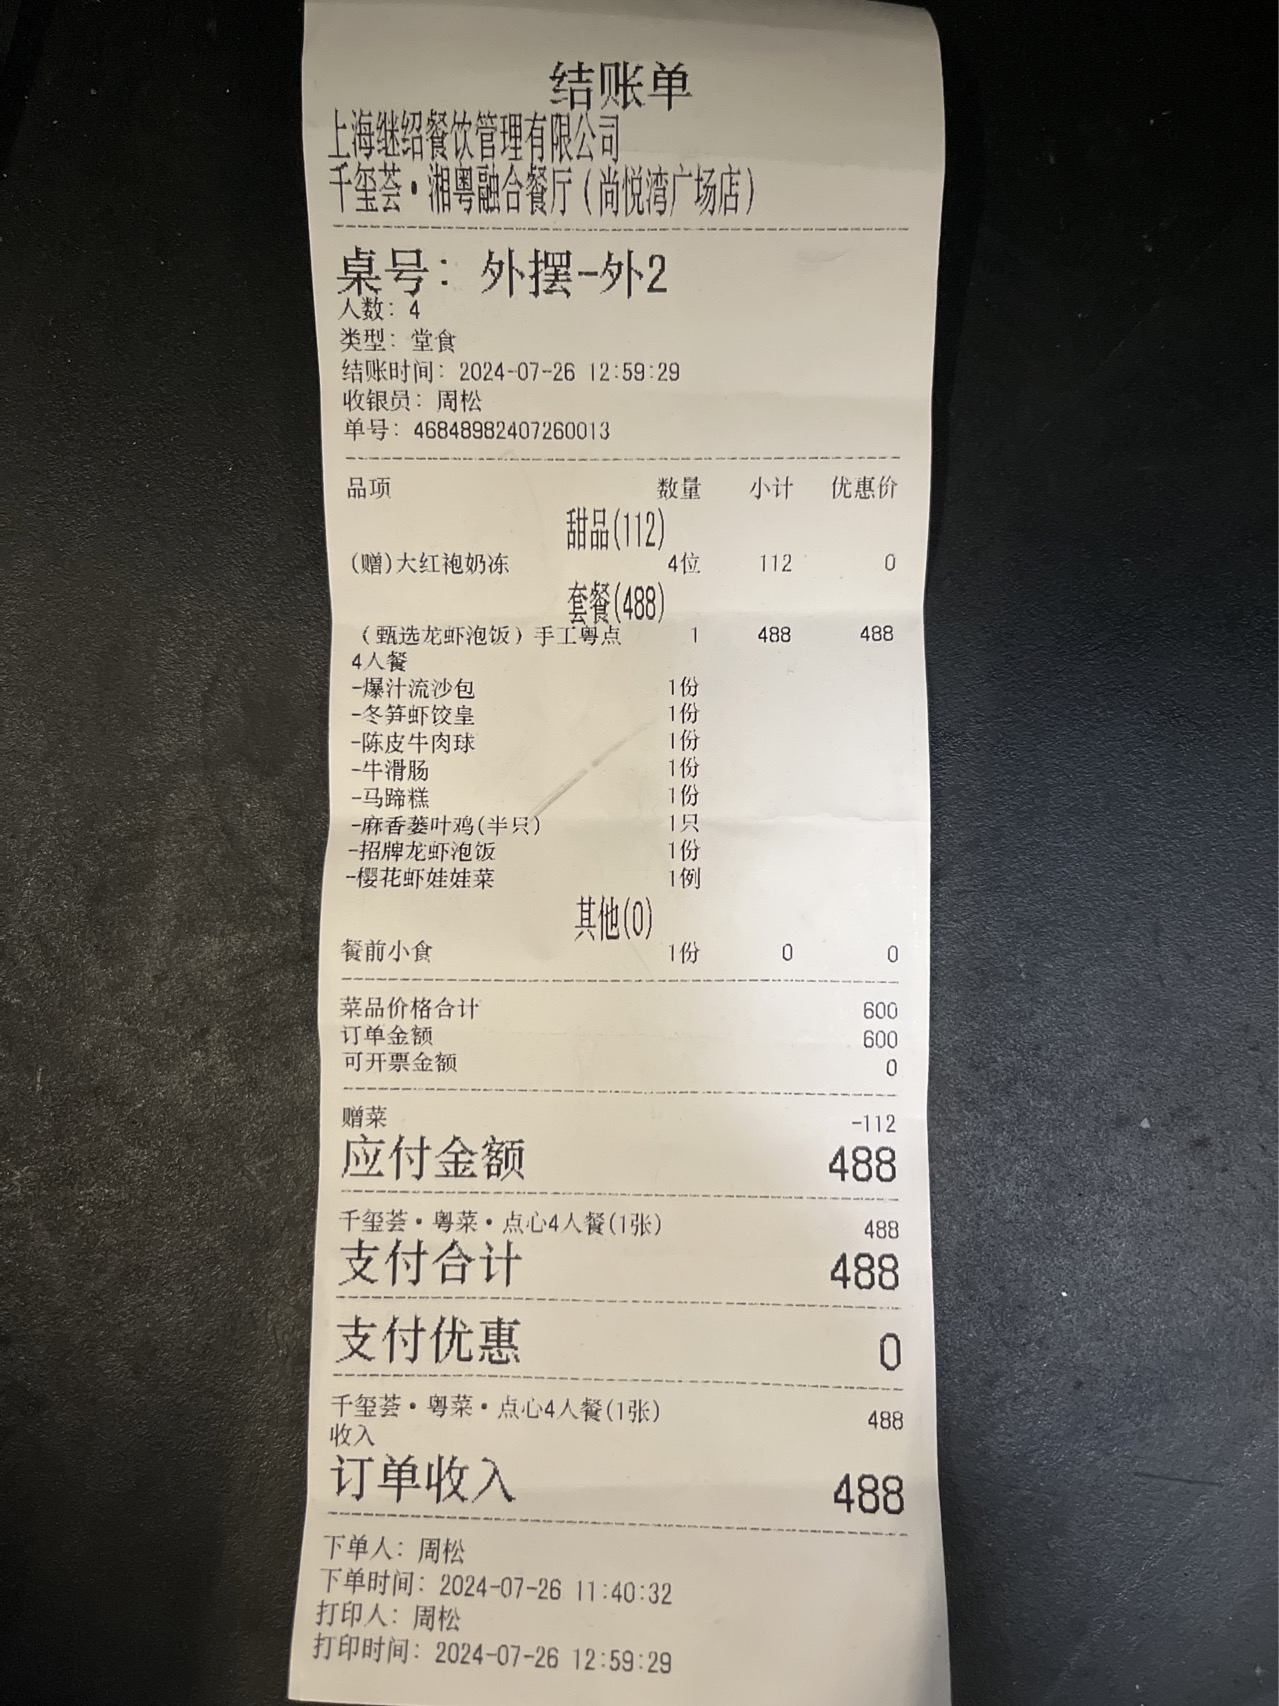 结账单
上海继绍餐饮管理有限公司
千玺荟·湘粤融合餐厅（尚悦湾广场店）
桌号：外摆-外2
人数：4
类型：堂食
结账时间：2024-07-26 12:59:29
收银员：周松
单号：46848982407260013
品项 数量 小计 优惠价
甜品(112)
(赠)大红袍奶冻 4位 112 0
套餐(488)
（甄选龙虾泡饭）手工粤点 1 488 488
4人餐
-爆汁流沙包 1份
-冬笋虾饺皇 1份
-陈皮牛肉球 1份
-牛滑肠 1份
-马蹄糕 1份
-麻香蒌叶鸡(半只) 1只
-招牌龙虾泡饭 1份
-樱花虾娃娃菜 1例
其他(0)
餐前小食 1份 0 0
菜品价格合计 600
订单金额 600
可开票金额 0
赠菜 -112
应付金额 488
千玺荟·粤菜·点心4人餐(1张) 488
支付合计 488
支付优惠 0
千玺荟·粤菜·点心4人餐(1张) 488
收入
订单收入 488
下单人：周松
下单时间：2024-07-26 11:40:32
打印人：周松
打印时间：2024-07-26 12:59:29